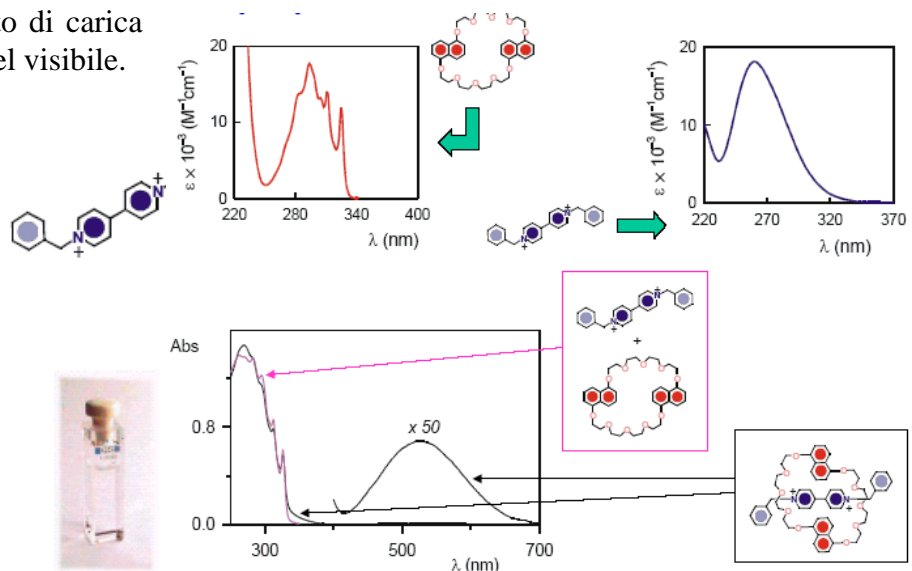 to di carica
el visibile.
20
10
0
ε × 10⁻³ (M⁻¹cm⁻¹)
220 280 340 400
λ (nm)
20
10
0
ε × 10⁻³ (M⁻¹cm⁻¹)
220 270 320 370
λ (nm)
Abs
0.8
0.0
x 50
300 500 700
λ (nm)
+